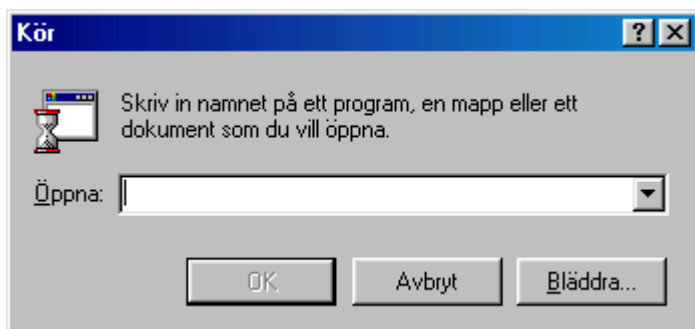 Kör
?
Skriv in namnet på ett program, en mapp eller ett
dokument som du vill öppna.
Öppna:
OK
Avbryt
Bläddra...